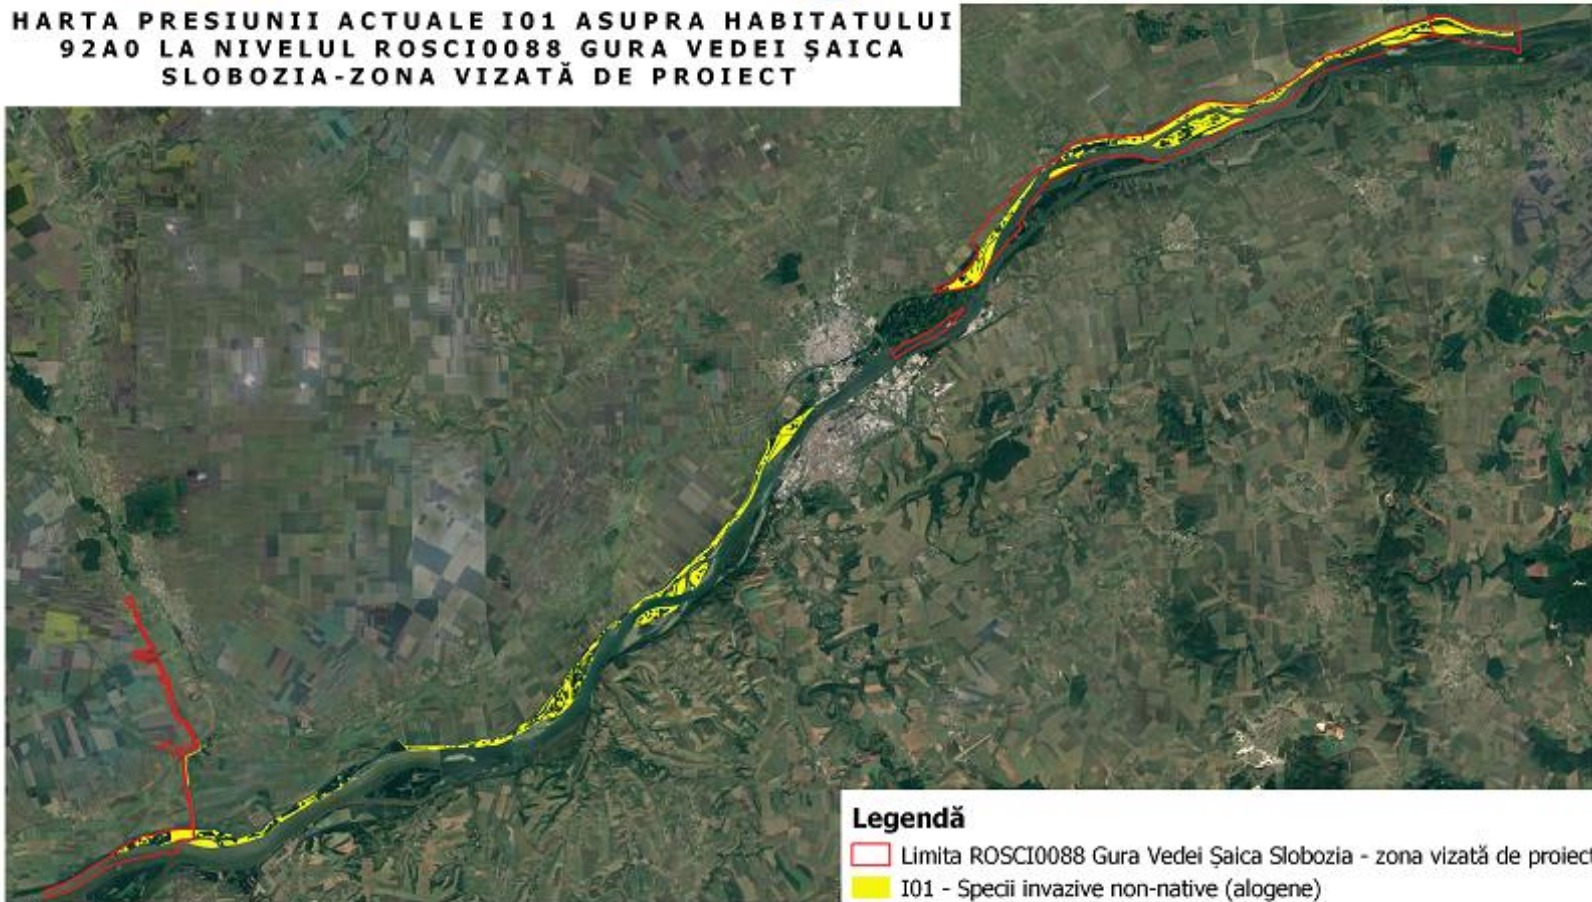 HARTA PRESIUNII ACTUALE I01 ASUPRA HABITATULUI
92A0 LA NIVELUL ROSCI0088 GURA VEDEI ȘAICA
SLOBOZIA-ZONA VIZATĂ DE PROIECT
Legendă
Limita ROSCI0088 Gura Vedei Șaica Slobozia - zona vizată de proiect
I01 - Specii invazive non-native (alogene)